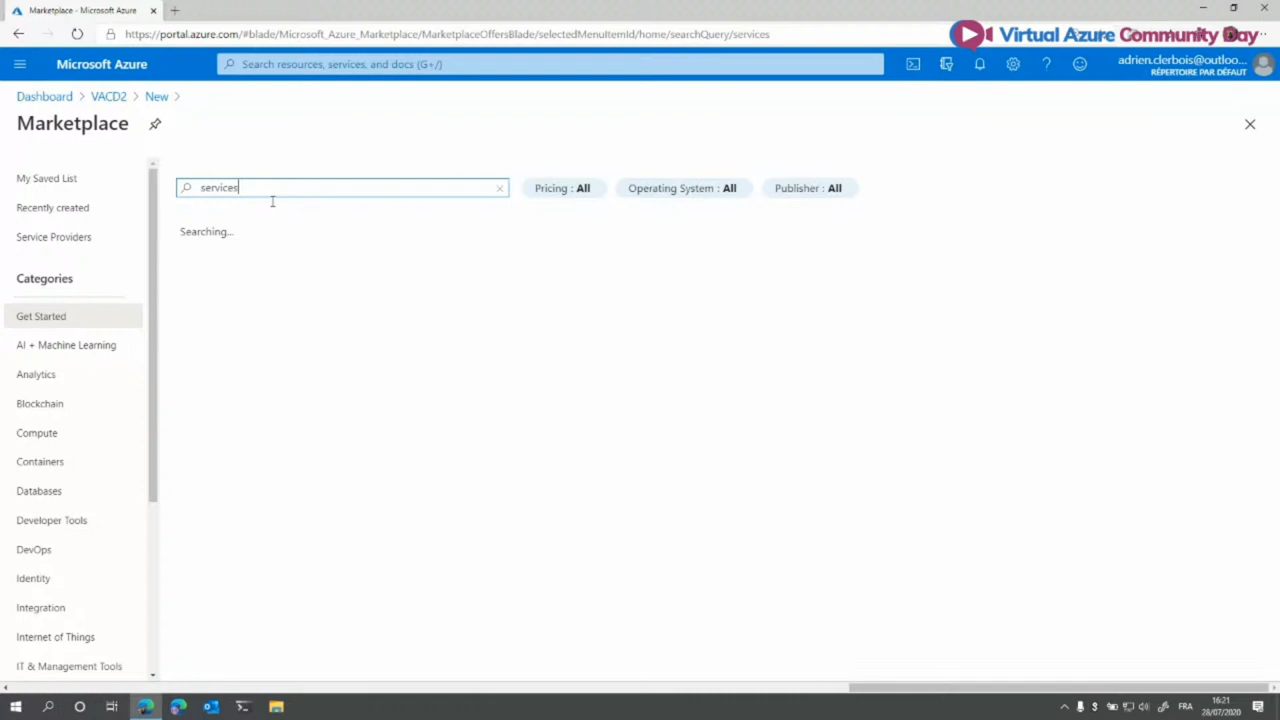 Marketplace - Microsoft Azure
https://portal.azure.com/#blade/Microsoft_Azure_Marketplace/MarketplaceOffersBlade/selectedMenuItemId/home/searchQuery/services
Virtual Azure Community Day
Microsoft Azure
Search resources, services, and docs (G+/)
adrien.clerbois@outloo...
RÉPERTOIRE PAR DÉFAUT
Dashboard > VACD2 > New >
Marketplace
My Saved List
Recently created
Service Providers
Categories
Get Started
AI + Machine Learning
Analytics
Blockchain
Compute
Containers
Databases
Developer Tools
DevOps
Identity
Integration
Internet of Things
IT & Management Tools
services
Pricing : All
Operating System : All
Publisher : All
Searching...
FRA
16:21
28/07/2020